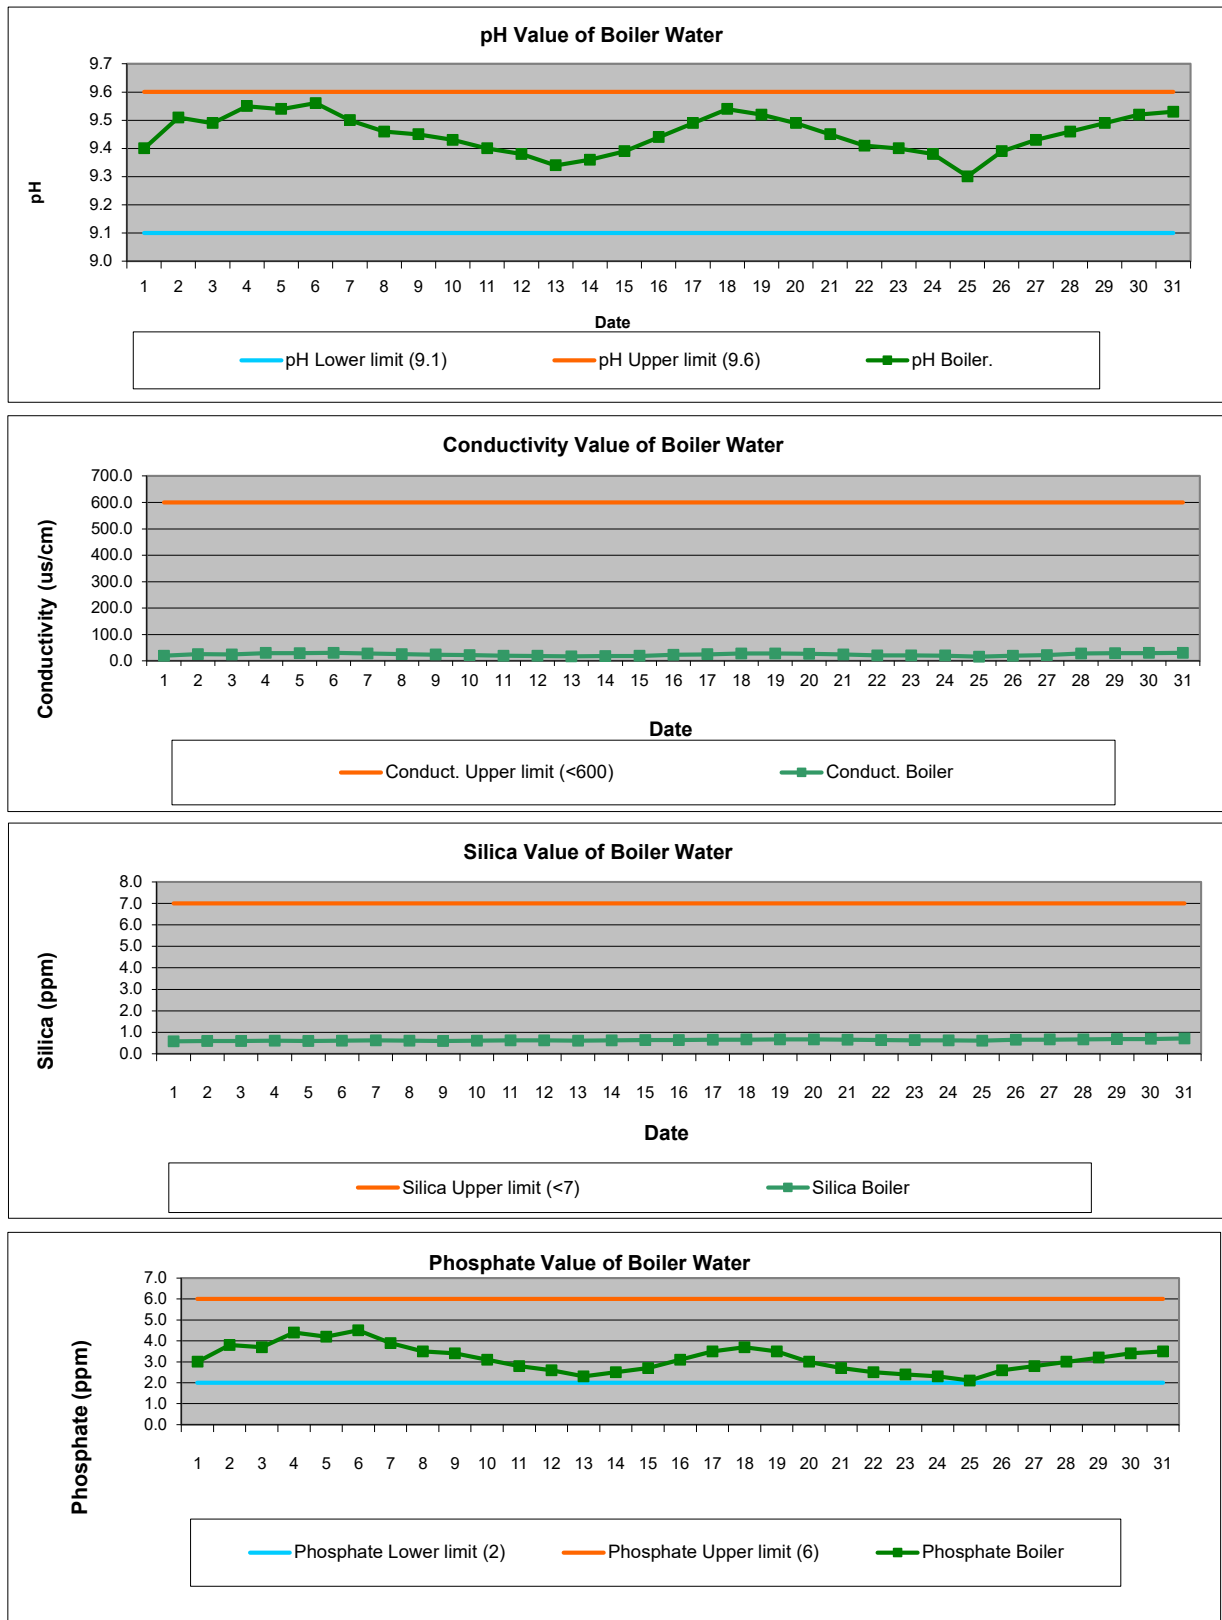 pH Value of Boiler Water
9.7
9.6
9.5
9.4
9.3
9.2
9.1
9.0
pH
1 2 3 4 5 6 7 8 9 10 11 12 13 14 15 16 17 18 19 20 21 22 23 24 25 26 27 28 29 30 31
Date
pH Lower limit (9.1) pH Upper limit (9.6) pH Boiler.
Conductivity Value of Boiler Water
700.0
600.0
500.0
400.0
300.0
200.0
100.0
0.0
Conductivity (us/cm)
1 2 3 4 5 6 7 8 9 10 11 12 13 14 15 16 17 18 19 20 21 22 23 24 25 26 27 28 29 30 31
Date
Conduct. Upper limit (<600) Conduct. Boiler
Silica Value of Boiler Water
8.0
7.0
6.0
5.0
4.0
3.0
2.0
1.0
0.0
Silica (ppm)
1 2 3 4 5 6 7 8 9 10 11 12 13 14 15 16 17 18 19 20 21 22 23 24 25 26 27 28 29 30 31
Date
Silica Upper limit (<7) Silica Boiler
Phosphate Value of Boiler Water
7.0
6.0
5.0
4.0
3.0
2.0
1.0
0.0
Phosphate (ppm)
1 2 3 4 5 6 7 8 9 10 11 12 13 14 15 16 17 18 19 20 21 22 23 24 25 26 27 28 29 30 31
Phosphate Lower limit (2) Phosphate Upper limit (6) Phosphate Boiler